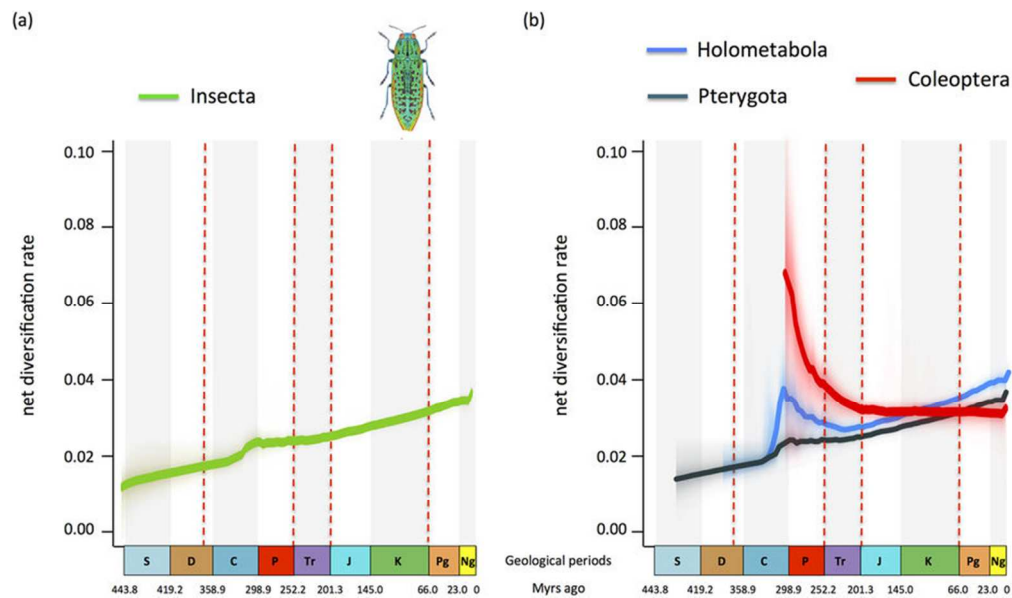 (a)
Insecta
net diversification rate
0.10
0.08
0.06
0.04
0.02
0.00
S D C P Tr J K Pg Ng
443.8 419.2 358.9 298.9 252.2 201.3 145.0 66.0 23.0 0
(b)
Holometabola
Coleoptera
Pterygota
net diversification rate
0.10
0.08
0.06
0.04
0.02
0.00
Geological periods
S D C P Tr J K Pg Ng
Myrs ago
443.8 419.2 358.9 298.9 252.2 201.3 145.0 66.0 23.0 0